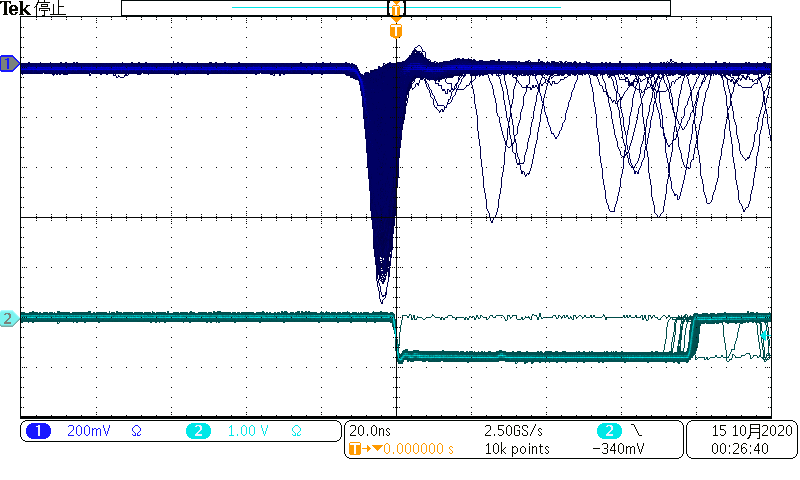 Tek 停止
T
T
1
2
1 200mV Ω 2 1.00 V Ω
20.0ns 2.50GS/s 2 ㄟ
T→▼0.000000 s 10k points −340mV
15 10月2020
00:26:40